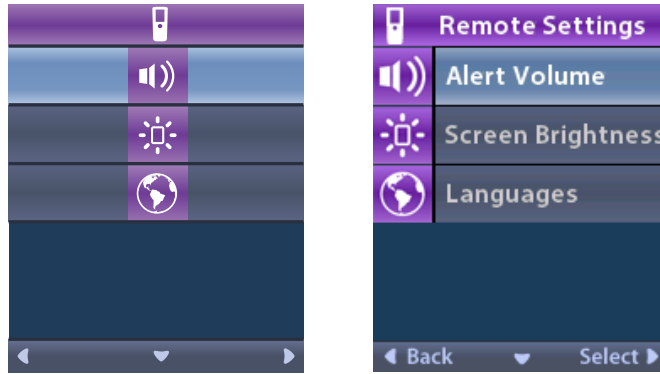 Remote Settings
Alert Volume
Screen Brightness
Languages
Back Select